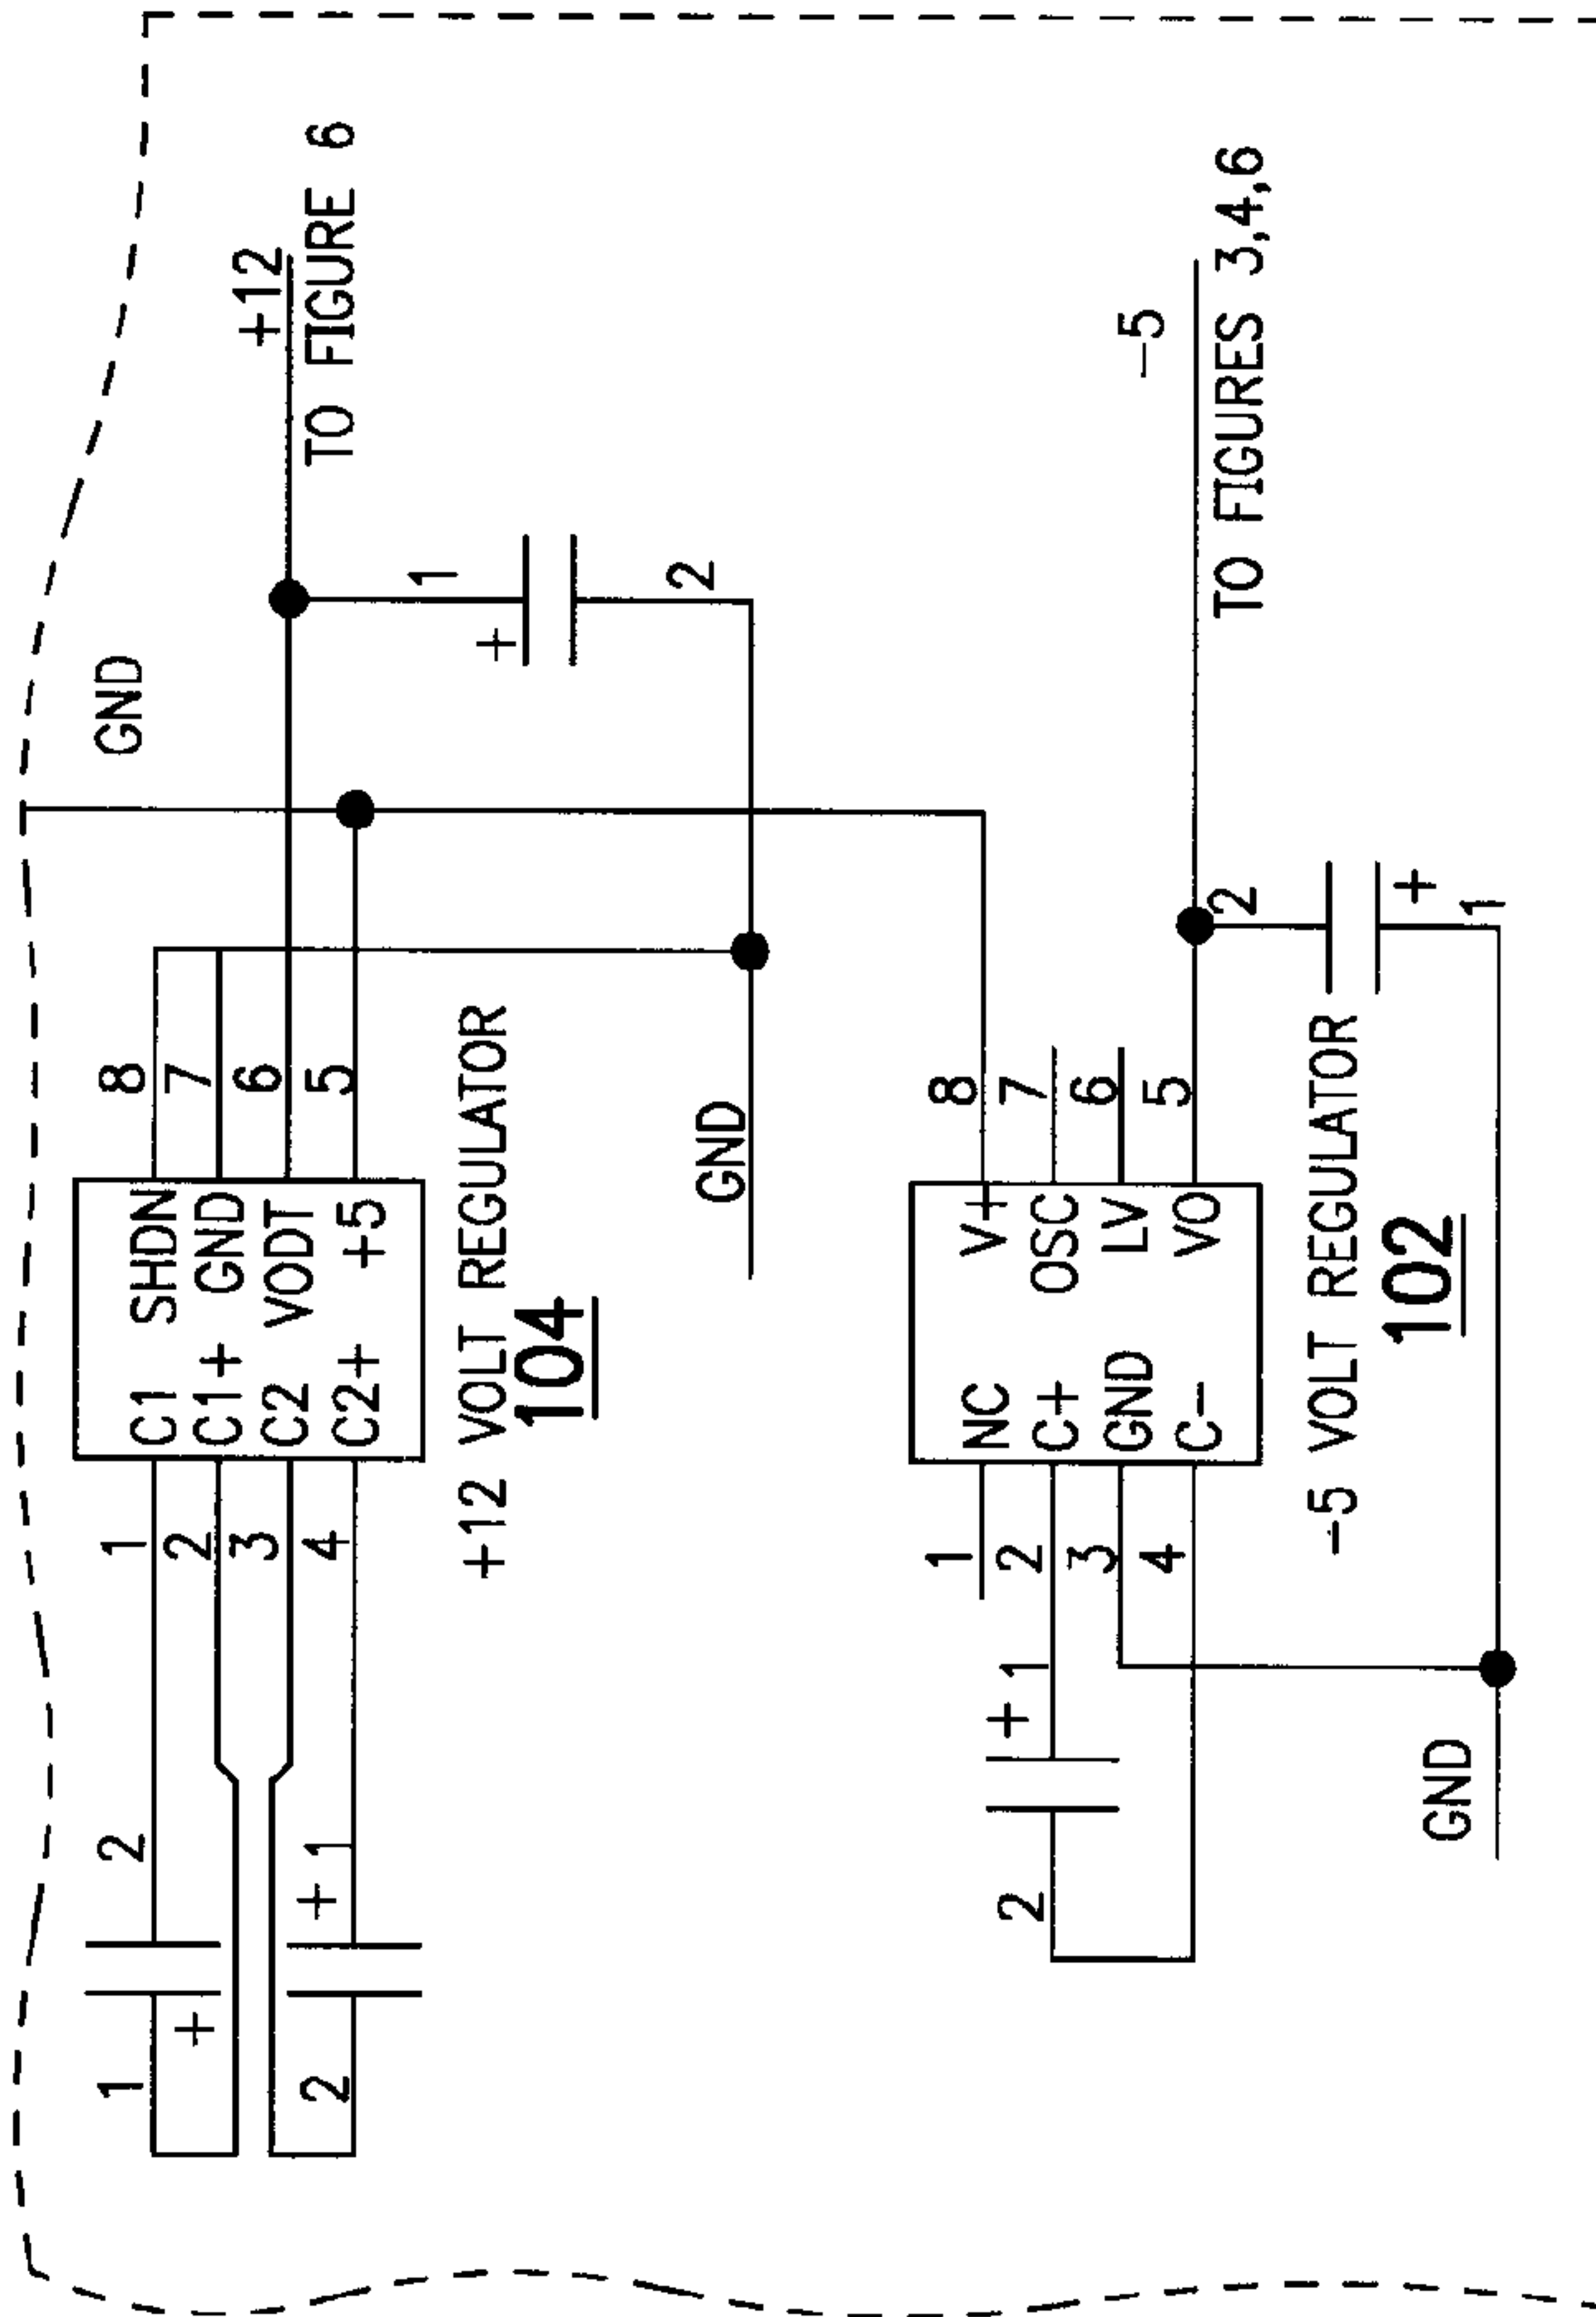 1 2 1 8 GND
C1 SHDN
+ 2 7
C1+ GND
3 6 +12
C2 VODT
2 + 1 4 5 TO FIGURE 6
C2+ +5
1
+12 VOLT REGULATOR +
104
GND 2
1 8
NC V+
2 + 1 2 7
C+ OSC
3 6
GND LV
4 5 -5
C- VO
2 TO FIGURES 3,4,6
-5 VOLT REGULATOR
102 +
GND 1